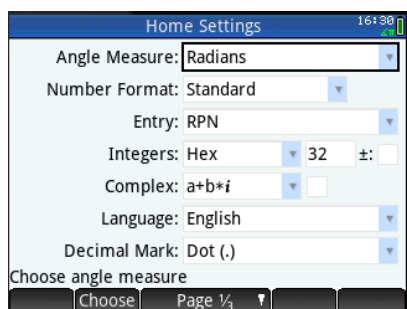 Home Settings 16:30
∠π
Angle Measure: Radians
Number Format: Standard
Entry: RPN
Integers: Hex 32 ±:
Complex: a+b*i
Language: English
Decimal Mark: Dot (.)
Choose angle measure
Choose Page 1/3